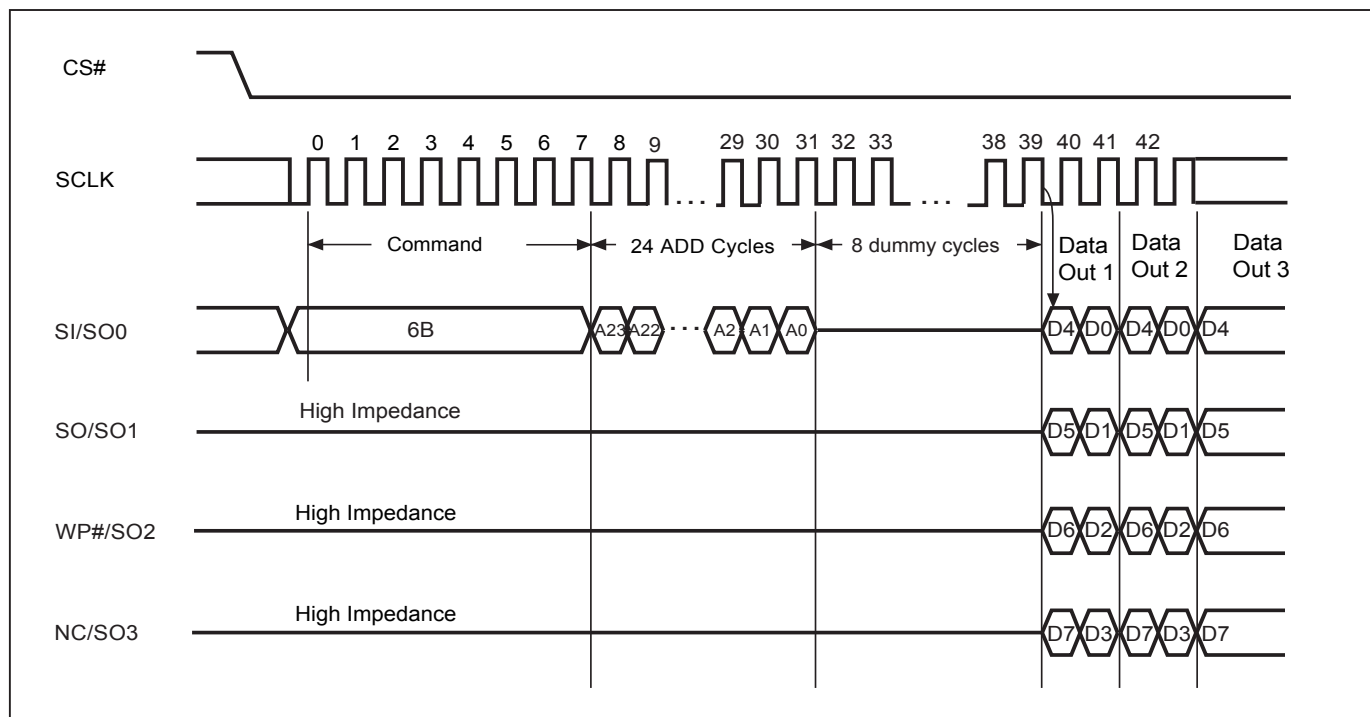 CS#
0 1 2 3 4 5 6 7 8 9 29 30 31 32 33 38 39 40 41 42
SCLK ... ...
Command 24 ADD Cycles 8 dummy cycles Data Out 1 Data Out 2 Data Out 3
SI/SO0 6B A23 A22 ... A2 A1 A0 D4 D0 D4 D0 D4
High Impedance
SO/SO1 D5 D1 D5 D1 D5
High Impedance
WP#/SO2 D6 D2 D6 D2 D6
High Impedance
NC/SO3 D7 D3 D7 D3 D7